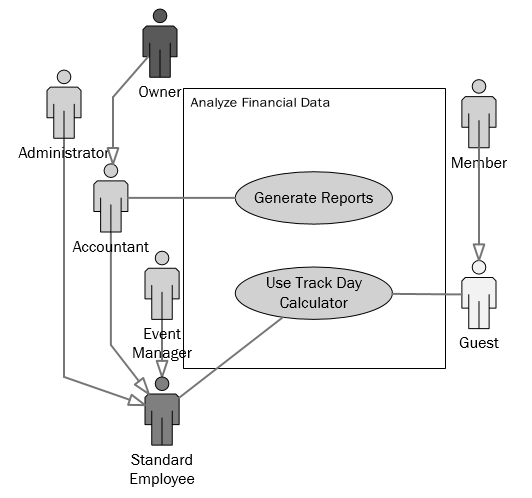 Owner
Analyze Financial Data
Administrator
Member
Generate Reports
Accountant
Use Track Day
Calculator
Event
Manager
Guest
Standard
Employee